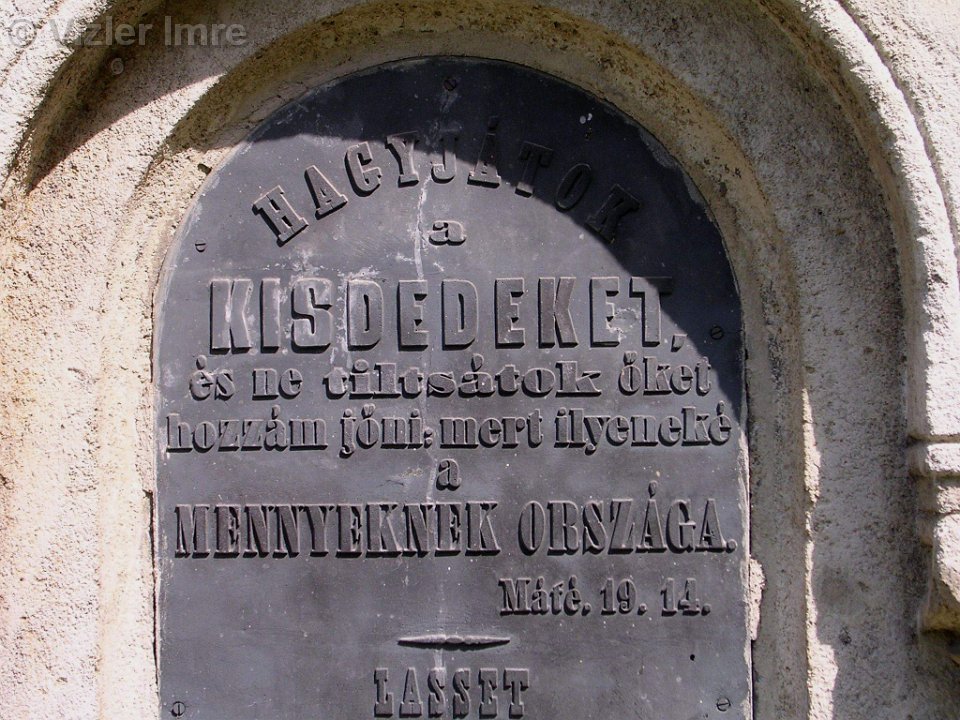 © Vizler Imre
HAGYJÁTOK
a
KISDEDEKET,
és ne tiltsátok őket
hozzám jőni: mert ilyeneké
a
MENNYEKNEK ORSZÁGA.
Máté. 19. 14.
LASSET